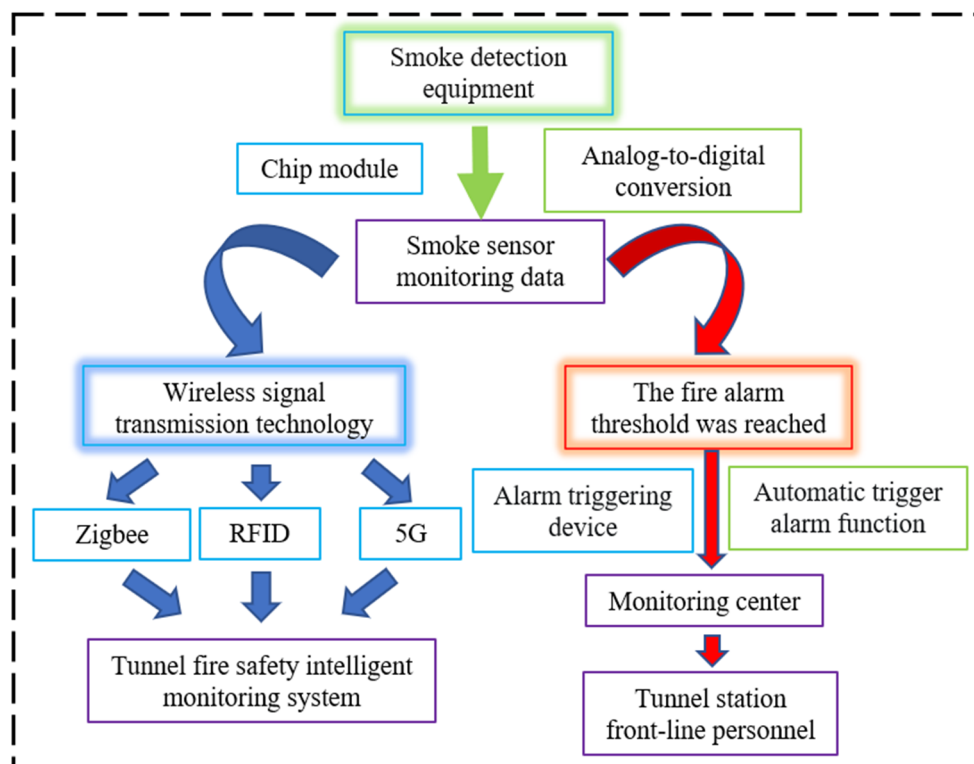 Smoke detection
equipment
Chip module
Analog-to-digital
conversion
Smoke sensor
monitoring data
Wireless signal
transmission technology
The fire alarm
threshold was reached
Zigbee
RFID
5G
Alarm triggering
device
Automatic trigger
alarm function
Monitoring center
Tunnel fire safety intelligent
monitoring system
Tunnel station
front-line personnel